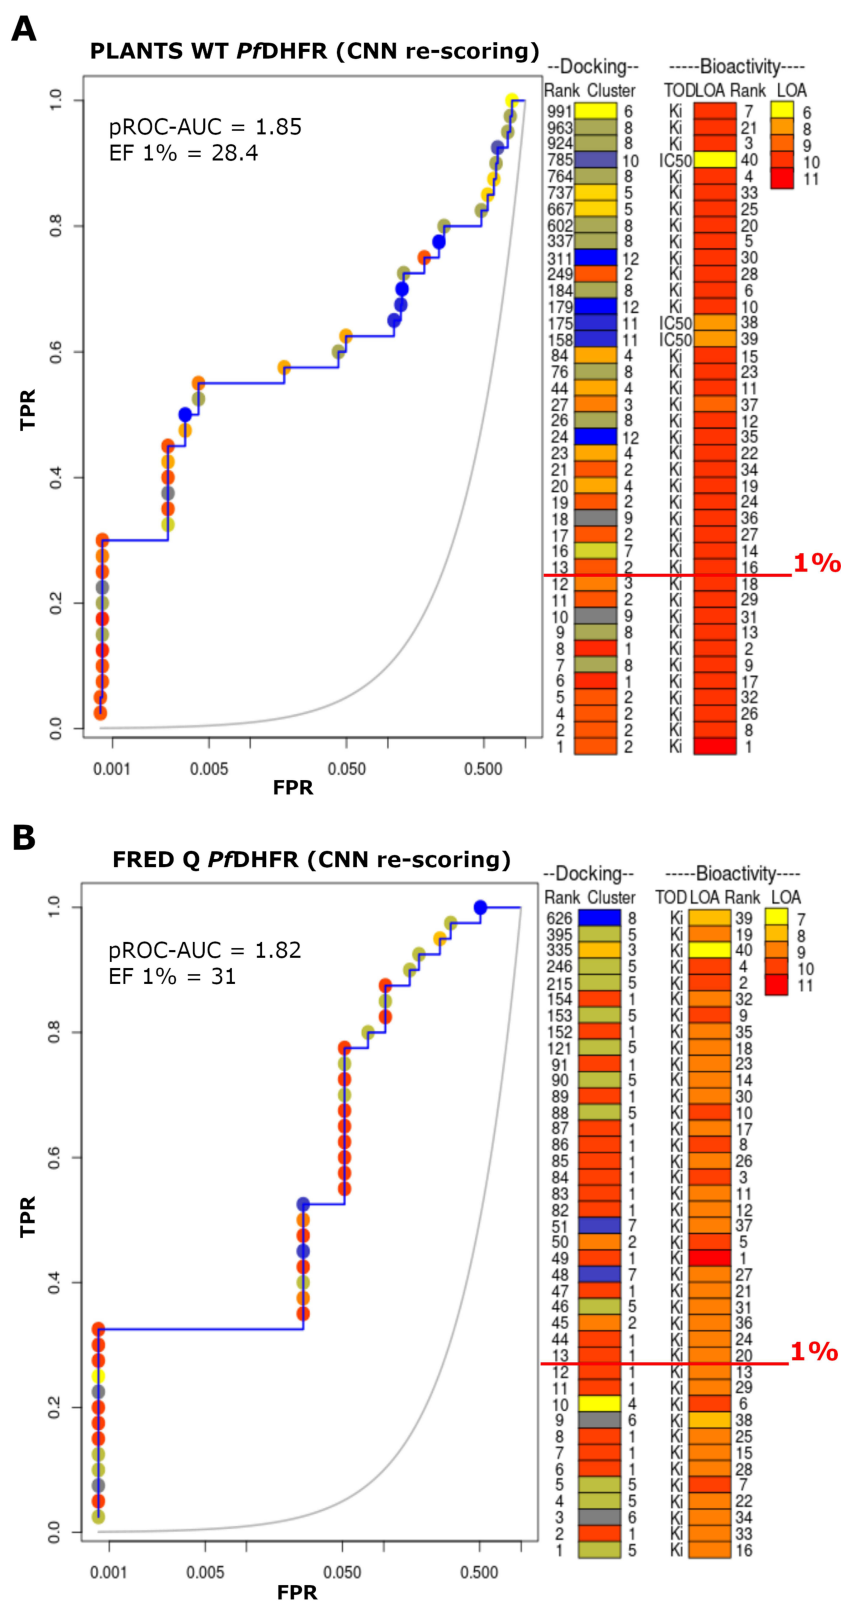 A
PLANTS WT PfDHFR (CNN re-scoring)
pROC-AUC = 1.85
EF 1% = 28.4
TPR
1.0
0.8
0.6
0.4
0.2
0.0
0.001 0.005 0.050 0.500
FPR
--Docking-- -----Bioactivity----
Rank Cluster TOD LOA Rank LOA
991 6 Ki 7 6
963 8 Ki 21 8
924 8 Ki 3 9
785 10 IC50 40 10
764 8 Ki 4 11
737 5 Ki 33
667 5 Ki 25
602 8 Ki 20
337 8 Ki 5
311 12 Ki 30
249 2 Ki 28
184 8 Ki 6
179 12 Ki 10
175 11 IC50 38
158 11 IC50 39
84 4 Ki 15
76 8 Ki 23
44 4 Ki 11
27 3 Ki 37
26 8 Ki 12
24 12 Ki 35
23 4 Ki 22
21 2 Ki 34
20 4 Ki 19
19 2 Ki 24
18 9 Ki 36
17 2 Ki 27
16 7 Ki 14
13 2 Ki 16
1%
12 3 Ki 18
11 2 Ki 29
10 9 Ki 31
9 8 Ki 13
8 1 Ki 2
7 8 Ki 9
6 1 Ki 17
5 2 Ki 32
4 2 Ki 26
2 2 Ki 8
1 2 Ki 1
B
FRED Q PfDHFR (CNN re-scoring)
pROC-AUC = 1.82
EF 1% = 31
TPR
1.0
0.8
0.6
0.4
0.2
0.0
0.001 0.005 0.050 0.500
FPR
--Docking-- -----Bioactivity----
Rank Cluster TOD LOA Rank LOA
626 8 Ki 39 7
395 5 Ki 19 8
335 3 Ki 40 9
246 5 Ki 4 10
215 5 Ki 2 11
154 1 Ki 32
153 5 Ki 9
152 1 Ki 35
121 5 Ki 18
91 1 Ki 23
90 5 Ki 14
89 1 Ki 30
88 5 Ki 10
87 1 Ki 17
86 1 Ki 8
85 1 Ki 26
84 1 Ki 3
83 1 Ki 11
82 1 Ki 12
51 7 Ki 37
50 2 Ki 5
49 1 Ki 1
48 7 Ki 27
47 1 Ki 21
46 5 Ki 31
45 2 Ki 36
44 1 Ki 24
13 1 Ki 20
1%
12 1 Ki 13
11 1 Ki 29
10 4 Ki 6
9 6 Ki 38
8 1 Ki 25
7 1 Ki 15
6 1 Ki 28
5 5 Ki 7
4 5 Ki 22
3 6 Ki 34
2 1 Ki 33
1 5 Ki 16